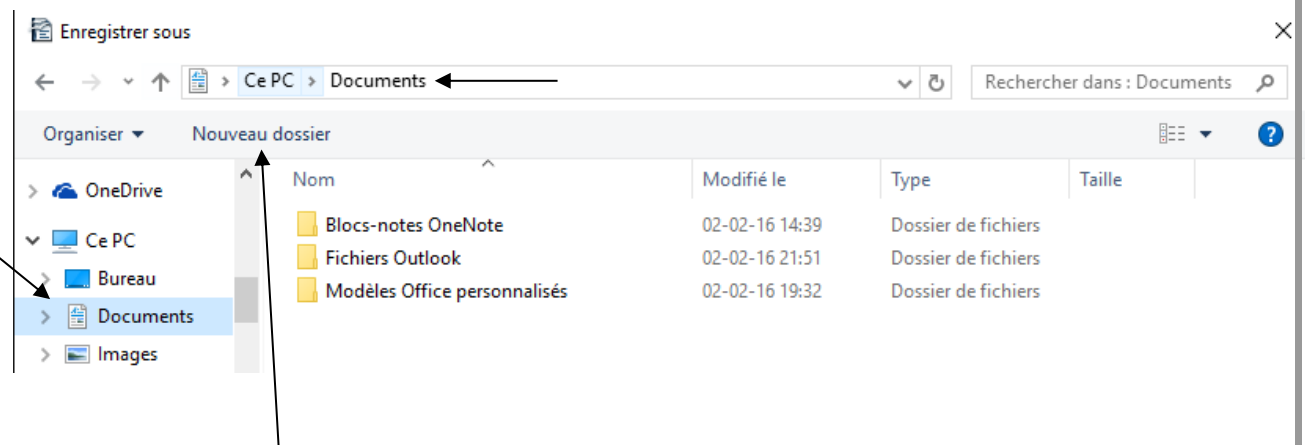 Enregistrer sous
Ce PC > Documents
Rechercher dans : Documents
Organiser Nouveau dossier
Nom Modifié le Type Taille
OneDrive
Ce PC
Bureau
Documents
Images
Blocs-notes OneNote 02-02-16 14:39 Dossier de fichiers
Fichiers Outlook 02-02-16 21:51 Dossier de fichiers
Modèles Office personnalisés 02-02-16 19:32 Dossier de fichiers